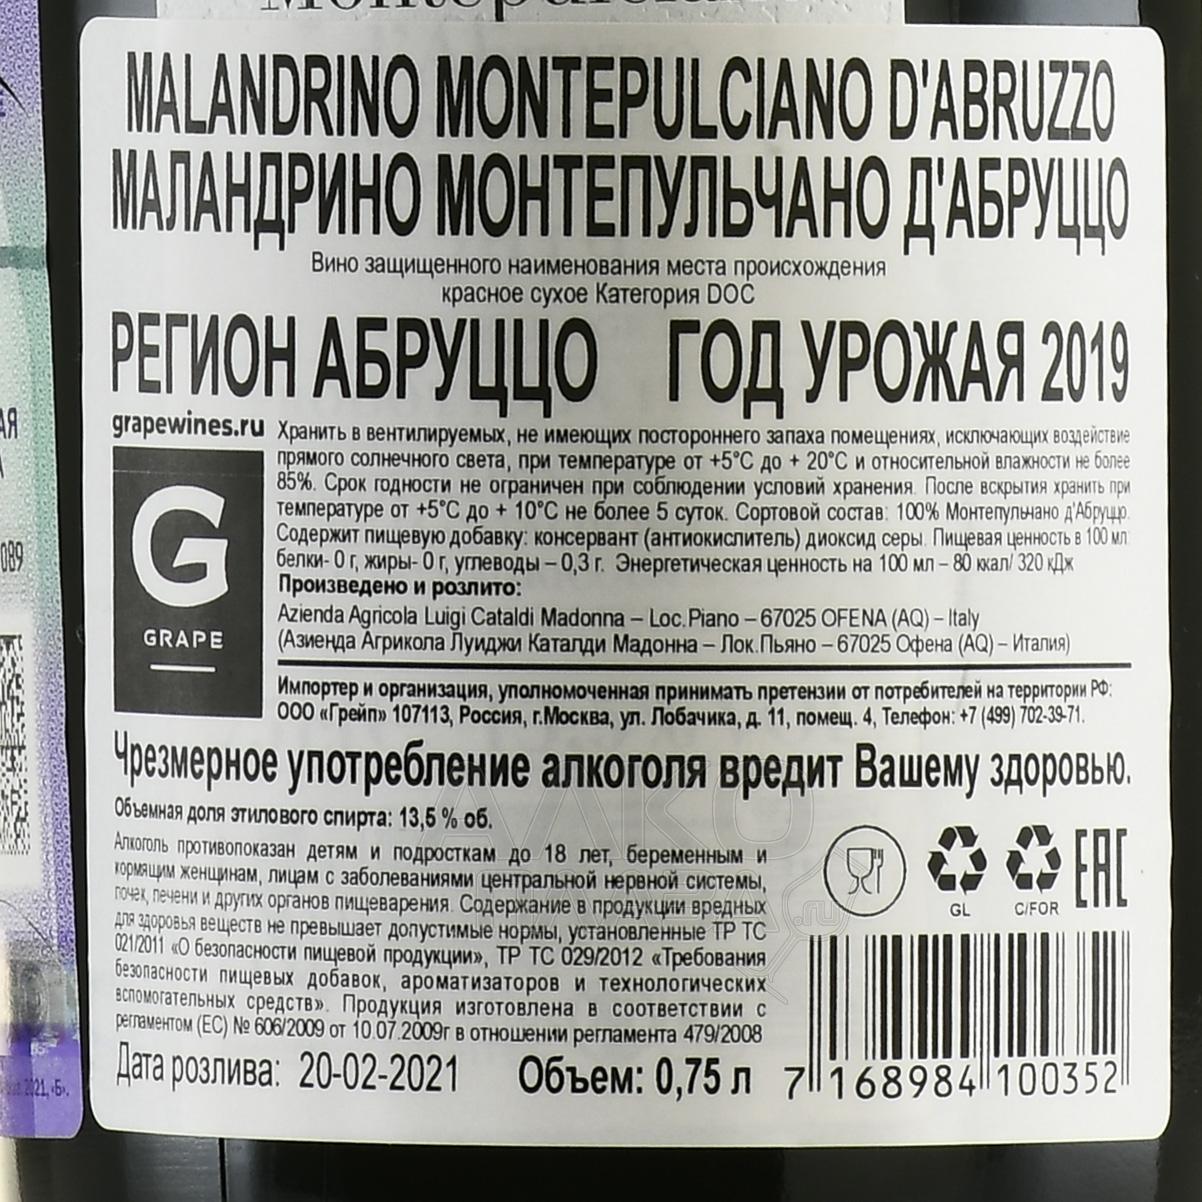 MALANDRINO MONTEPULCIANO D'ABRUZZO
МАЛАНДРИНО МОНТЕПУЛЬЧАНО Д'АБРУЦЦО
Вино защищенного наименования места происхождения
красное сухое Категория DOC
РЕГИОН АБРУЦЦО ГОД УРОЖАЯ 2019
grapewines.ru
G
GRAPE
Хранить в вентилируемых, не имеющих постороннего запаха помещениях, исключающих воздействие
прямого солнечного света, при температуре от +5°С до + 20°С и относительной влажности не более
85%. Срок годности не ограничен при соблюдении условий хранения. После вскрытия хранить при
температуре от +5°С до + 10°С не более 5 суток. Сортовой состав: 100% Монтепульчано д'Абруццо.
Содержит пищевую добавку: консервант (антиокислитель) диоксид серы. Пищевая ценность в 100 мл:
белки- 0 г, жиры- 0 г, углеводы – 0,3 г. Энергетическая ценность на 100 мл – 80 ккал/ 320 кДж
Произведено и розлито:
Azienda Agricola Luigi Cataldi Madonna – Loc.Piano – 67025 OFENA (AQ) – Italy
(Азиенда Агрикола Луиджи Каталди Мадонна – Лок.Пьяно – 67025 Офена (AQ) – Италия)
Импортер и организация, уполномоченная принимать претензии от потребителей на территории РФ:
ООО «Грейп» 107113, Россия, г.Москва, ул. Лобачика, д. 11, помещ. 4, Телефон: +7 (499) 702-39-71.
Чрезмерное употребление алкоголя вредит Вашему здоровью.
Объемная доля этилового спирта: 13,5 % об.
Алкоголь противопоказан детям и подросткам до 18 лет, беременным и
кормящим женщинам, лицам с заболеваниями центральной нервной системы,
почек, печени и других органов пищеварения. Содержание в продукции вредных
для здоровья веществ не превышает допустимые нормы, установленные ТР ТС
021/2011 «О безопасности пищевой продукции», ТР ТС 029/2012 «Требования
безопасности пищевых добавок, ароматизаторов и технологических
вспомогательных средств». Продукция изготовлена в соответствии с
регламентом (ЕС) № 606/2009 от 10.07.2009г в отношении регламента 479/2008
GL
C/FOR
EAC
Дата розлива: 20-02-2021 Объем: 0,75 л
7 168984 100352
089
2021, «Б».